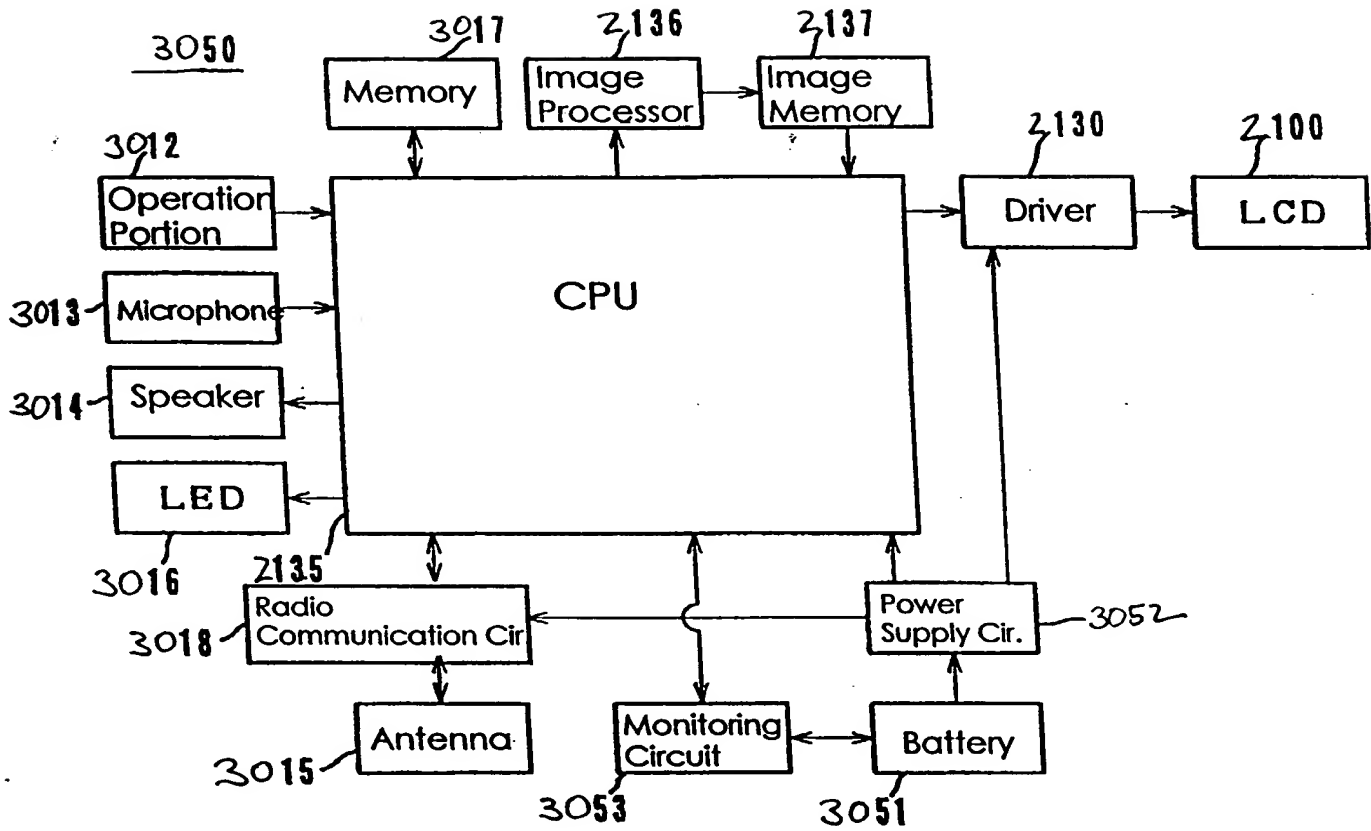 3050
3017
2136
2137
Memory
Image
Processor
Image
Memory
3012
2130
2100
Operation
Portion
Driver
LCD
3013
Microphone
CPU
3014
Speaker
LED
3016
2135
3018
Radio
Communication Cir
Power
Supply Cir.
3052
Antenna
3015
Monitoring
Circuit
3053
Battery
3051